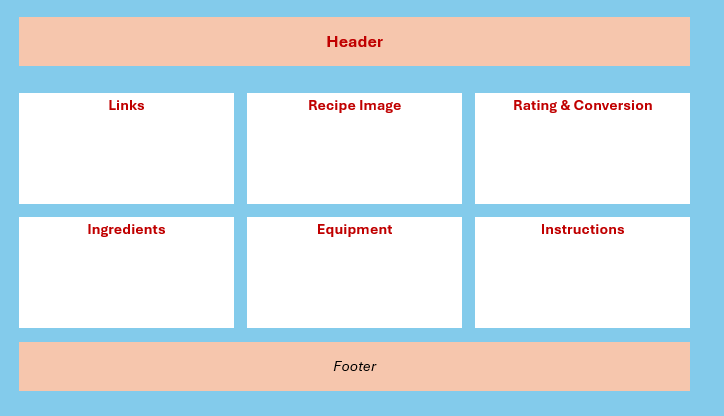 Header
Links
Recipe Image
Rating & Conversion
Ingredients
Equipment
Instructions
Footer